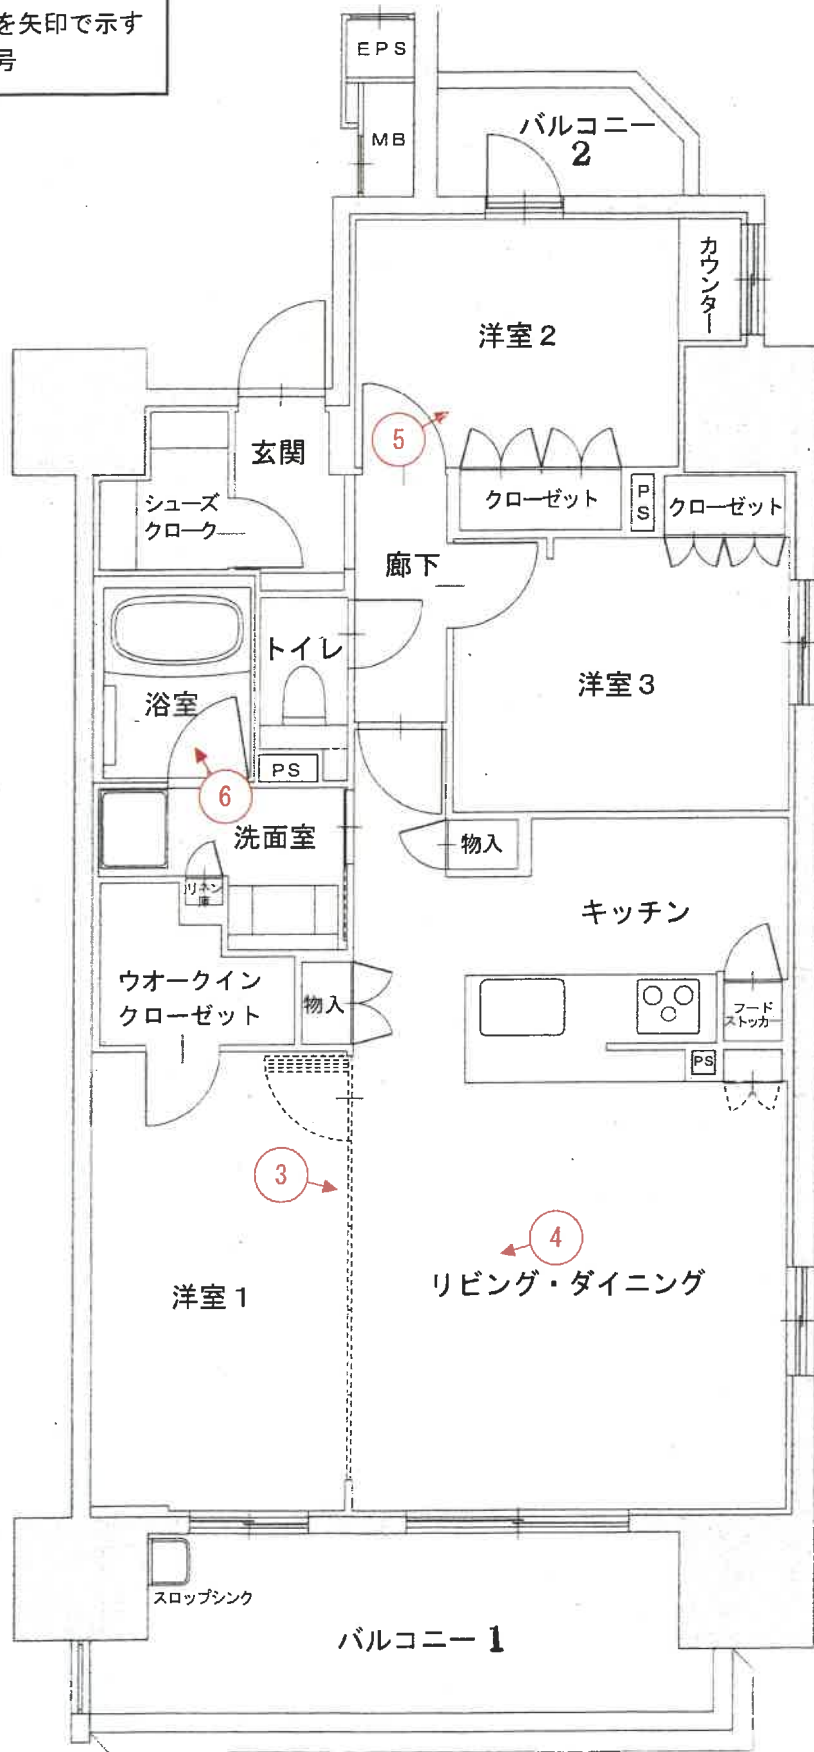 を矢印で示す
号
EPS
MB
バルコニー
2
カウンター
洋室2
5
玄関
シューズ
クローク
クローゼット
PS
クローゼット
廊下
トイレ
洋室3
浴室
PS
6
洗面室
物入
リネン
庫
キッチン
ウオークイン
クローゼット
物入
フード
ストッカー
PS
3
4
リビング・ダイニング
洋室1
スロップシンク
バルコニー 1